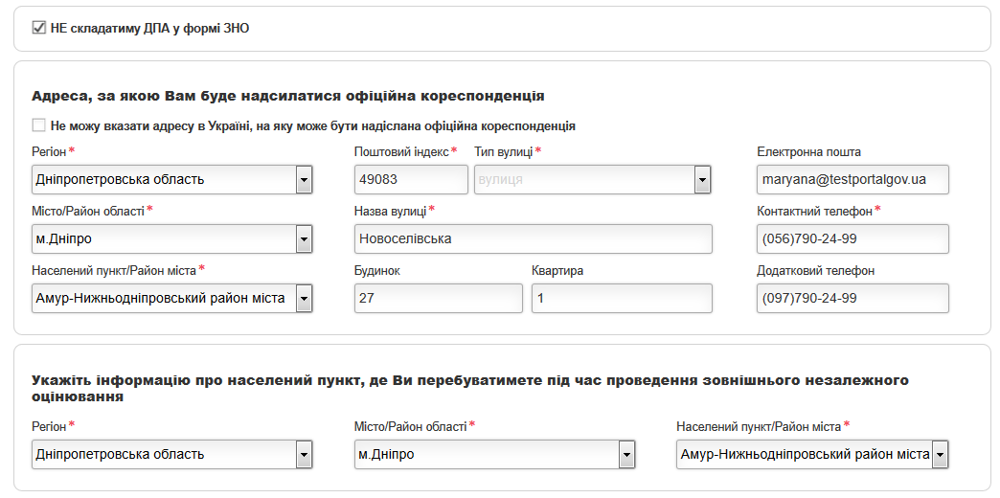 НЕ складатиму ДПА у формі ЗНО
Адреса, за якою Вам буде надсилатися офіційна кореспонденція
Не можу вказати адресу в Україні, на яку може бути надіслана офіційна кореспонденція
Регіон* Поштовий індекс* Тип вулиці* Електронна пошта
Дніпропетровська область 49083 вулиця maryana@testportalgov.ua
Місто/Район області* Назва вулиці* Контактний телефон*
м.Дніпро Новоселівська (056)790-24-99
Населений пункт/Район міста* Будинок Квартира Додатковий телефон
Амур-Нижньодніпровський район міста 27 1 (097)790-24-99
Укажіть інформацію про населений пункт, де Ви перебуватимете під час проведення зовнішнього незалежного
оцінювання
Регіон* Місто/Район області* Населений пункт/Район міста*
Дніпропетровська область м.Дніпро Амур-Нижньодніпровський район міста